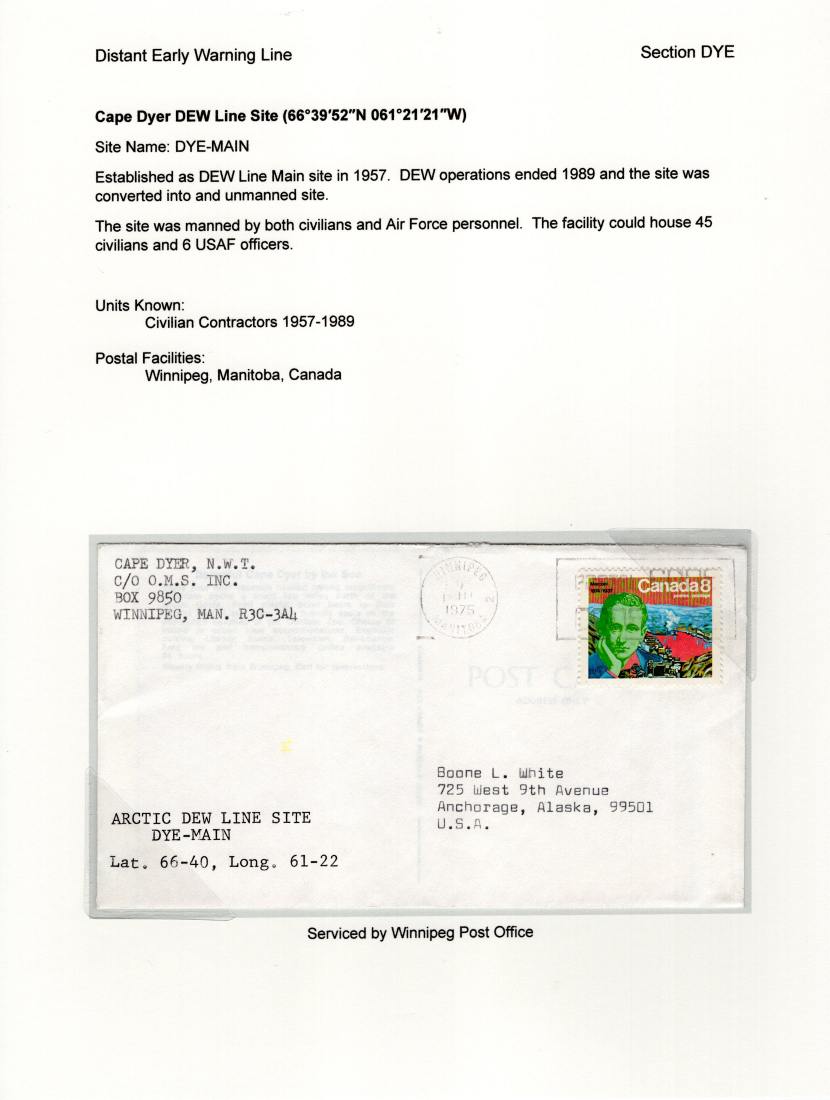 Distant Early Warning Line
Section DYE
Cape Dyer DEW Line Site (66°39′52″N 061°21′21″W)
Site Name: DYE-MAIN
Established as DEW Line Main site in 1957.  DEW operations ended 1989 and the site was
converted into and unmanned site.
The site was manned by both civilians and Air Force personnel.  The facility could house 45
civilians and 6 USAF officers.
Units Known:
Civilian Contractors 1957-1989
Postal Facilities:
Winnipeg, Manitoba, Canada
CAPE DYER, N.W.T.
C/O O.M.S. INC.
BOX 9850
WINNIPEG, MAN. R3C-3A4
WINNIPEG
1975
MANITOBA
Canada 8
postes postage
Marconi
1874/1937
POST
Boone L. White
725 West 9th Avenue
Anchorage, Alaska, 99501
U.S.A.
ARCTIC DEW LINE SITE
DYE-MAIN
Lat. 66-40, Long. 61-22
Serviced by Winnipeg Post Office